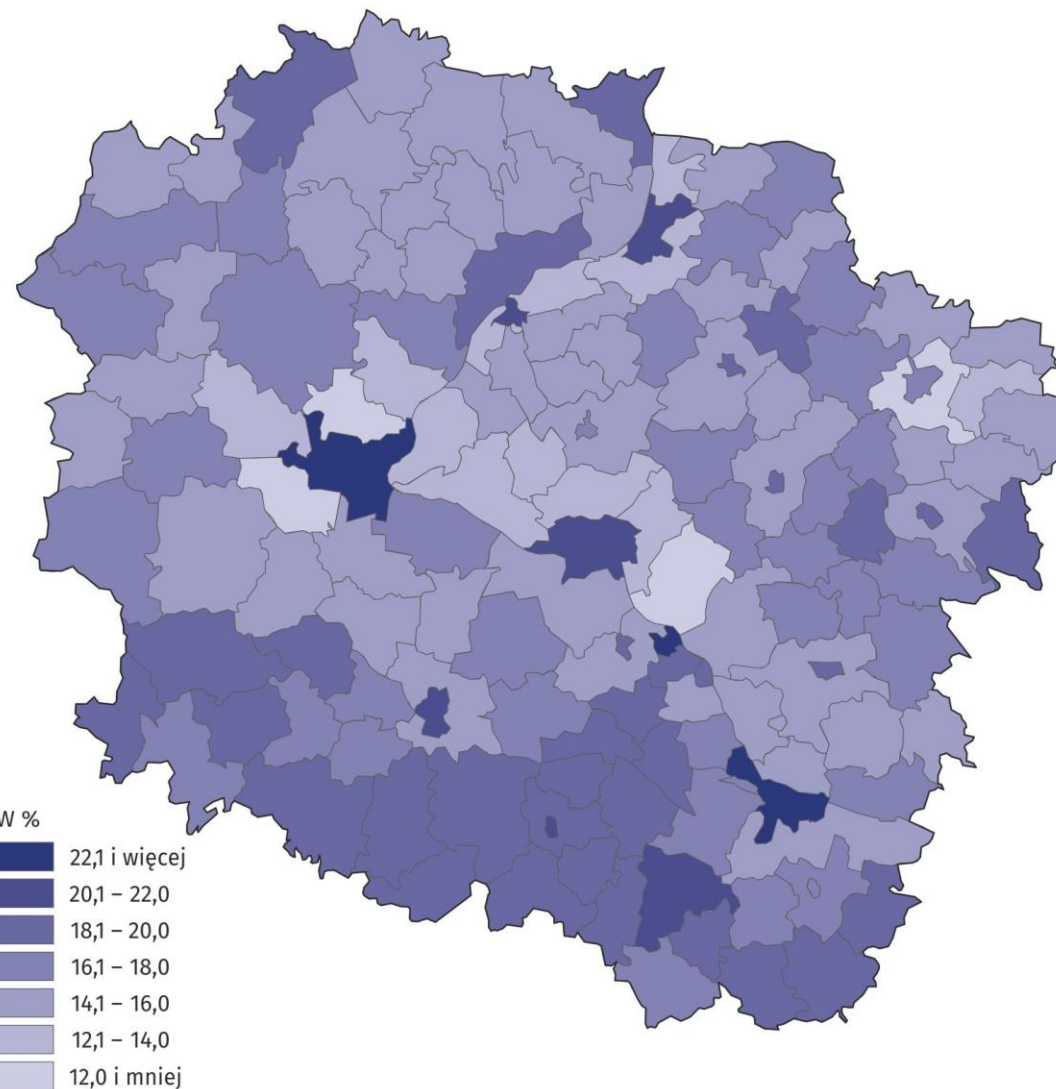 W %
22,1 i więcej
20,1 – 22,0
18,1 – 20,0
16,1 – 18,0
14,1 – 16,0
12,1 – 14,0
12,0 i mniej